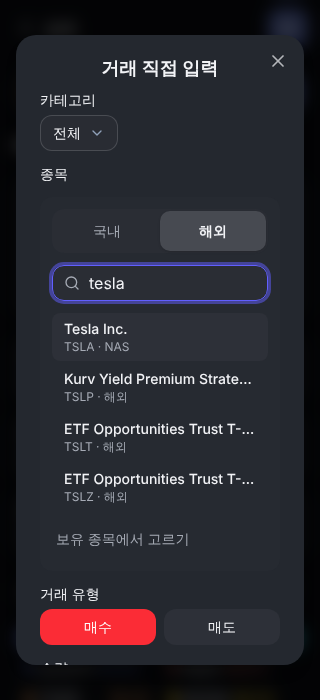 거래 직접 입력
카테고리
전체
종목
국내 해외
tesla
Tesla Inc.
TSLA · NAS
Kurv Yield Premium Strate...
TSLP · 해외
ETF Opportunities Trust T-...
TSLT · 해외
ETF Opportunities Trust T-...
TSLZ · 해외
보유 종목에서 고르기
거래 유형
매수 매도